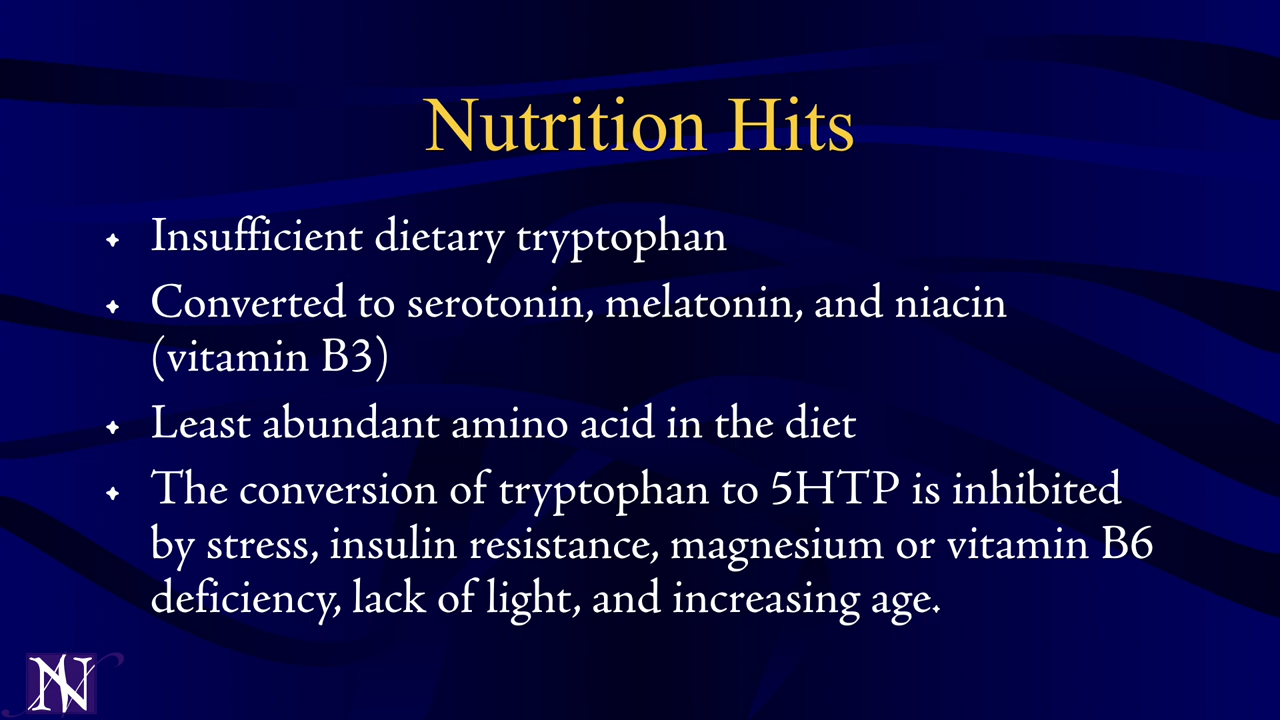 Nutrition Hits
Insufficient dietary tryptophan
Converted to serotonin, melatonin, and niacin
(vitamin B3)
Least abundant amino acid in the diet
The conversion of tryptophan to 5HTP is inhibited
by stress, insulin resistance, magnesium or vitamin B6
deficiency, lack of light, and increasing age.